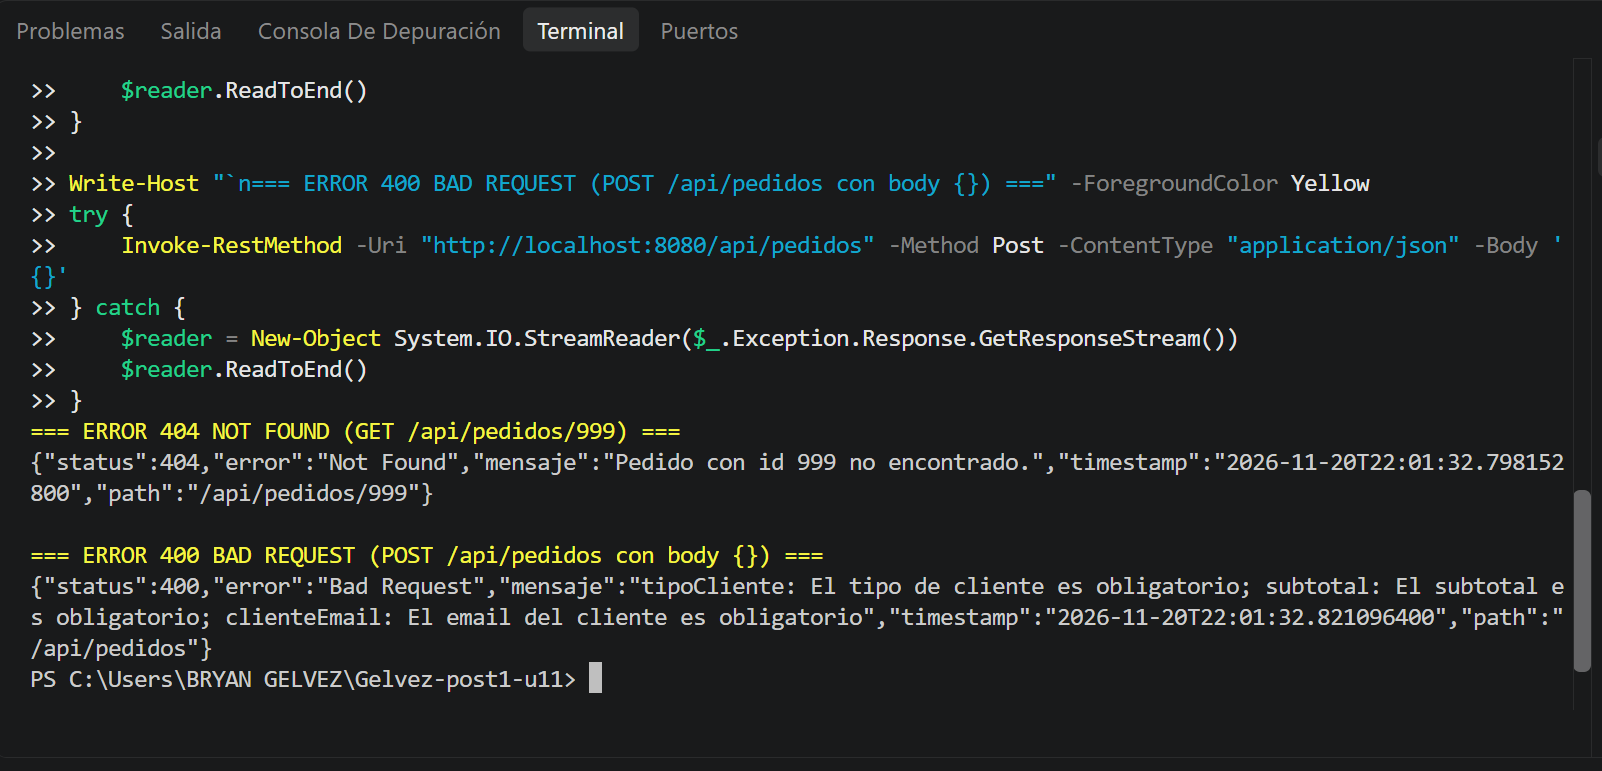 Problemas Salida Consola De Depuración Terminal Puertos
>>     $reader.ReadToEnd()
>> }
>>
>> Write-Host "`n=== ERROR 400 BAD REQUEST (POST /api/pedidos con body {}) ===" -ForegroundColor Yellow
>> try {
>>     Invoke-RestMethod -Uri "http://localhost:8080/api/pedidos" -Method Post -ContentType "application/json" -Body '
{}'
>> } catch {
>>     $reader = New-Object System.IO.StreamReader($_.Exception.Response.GetResponseStream())
>>     $reader.ReadToEnd()
>> }
=== ERROR 404 NOT FOUND (GET /api/pedidos/999) ===
{"status":404,"error":"Not Found","mensaje":"Pedido con id 999 no encontrado.","timestamp":"2026-11-20T22:01:32.798152
800","path":"/api/pedidos/999"}
=== ERROR 400 BAD REQUEST (POST /api/pedidos con body {}) ===
{"status":400,"error":"Bad Request","mensaje":"tipoCliente: El tipo de cliente es obligatorio; subtotal: El subtotal e
s obligatorio; clienteEmail: El email del cliente es obligatorio","timestamp":"2026-11-20T22:01:32.821096400","path":"
/api/pedidos"}
PS C:\Users\BRYAN GELVEZ\Gelvez-post1-u11>